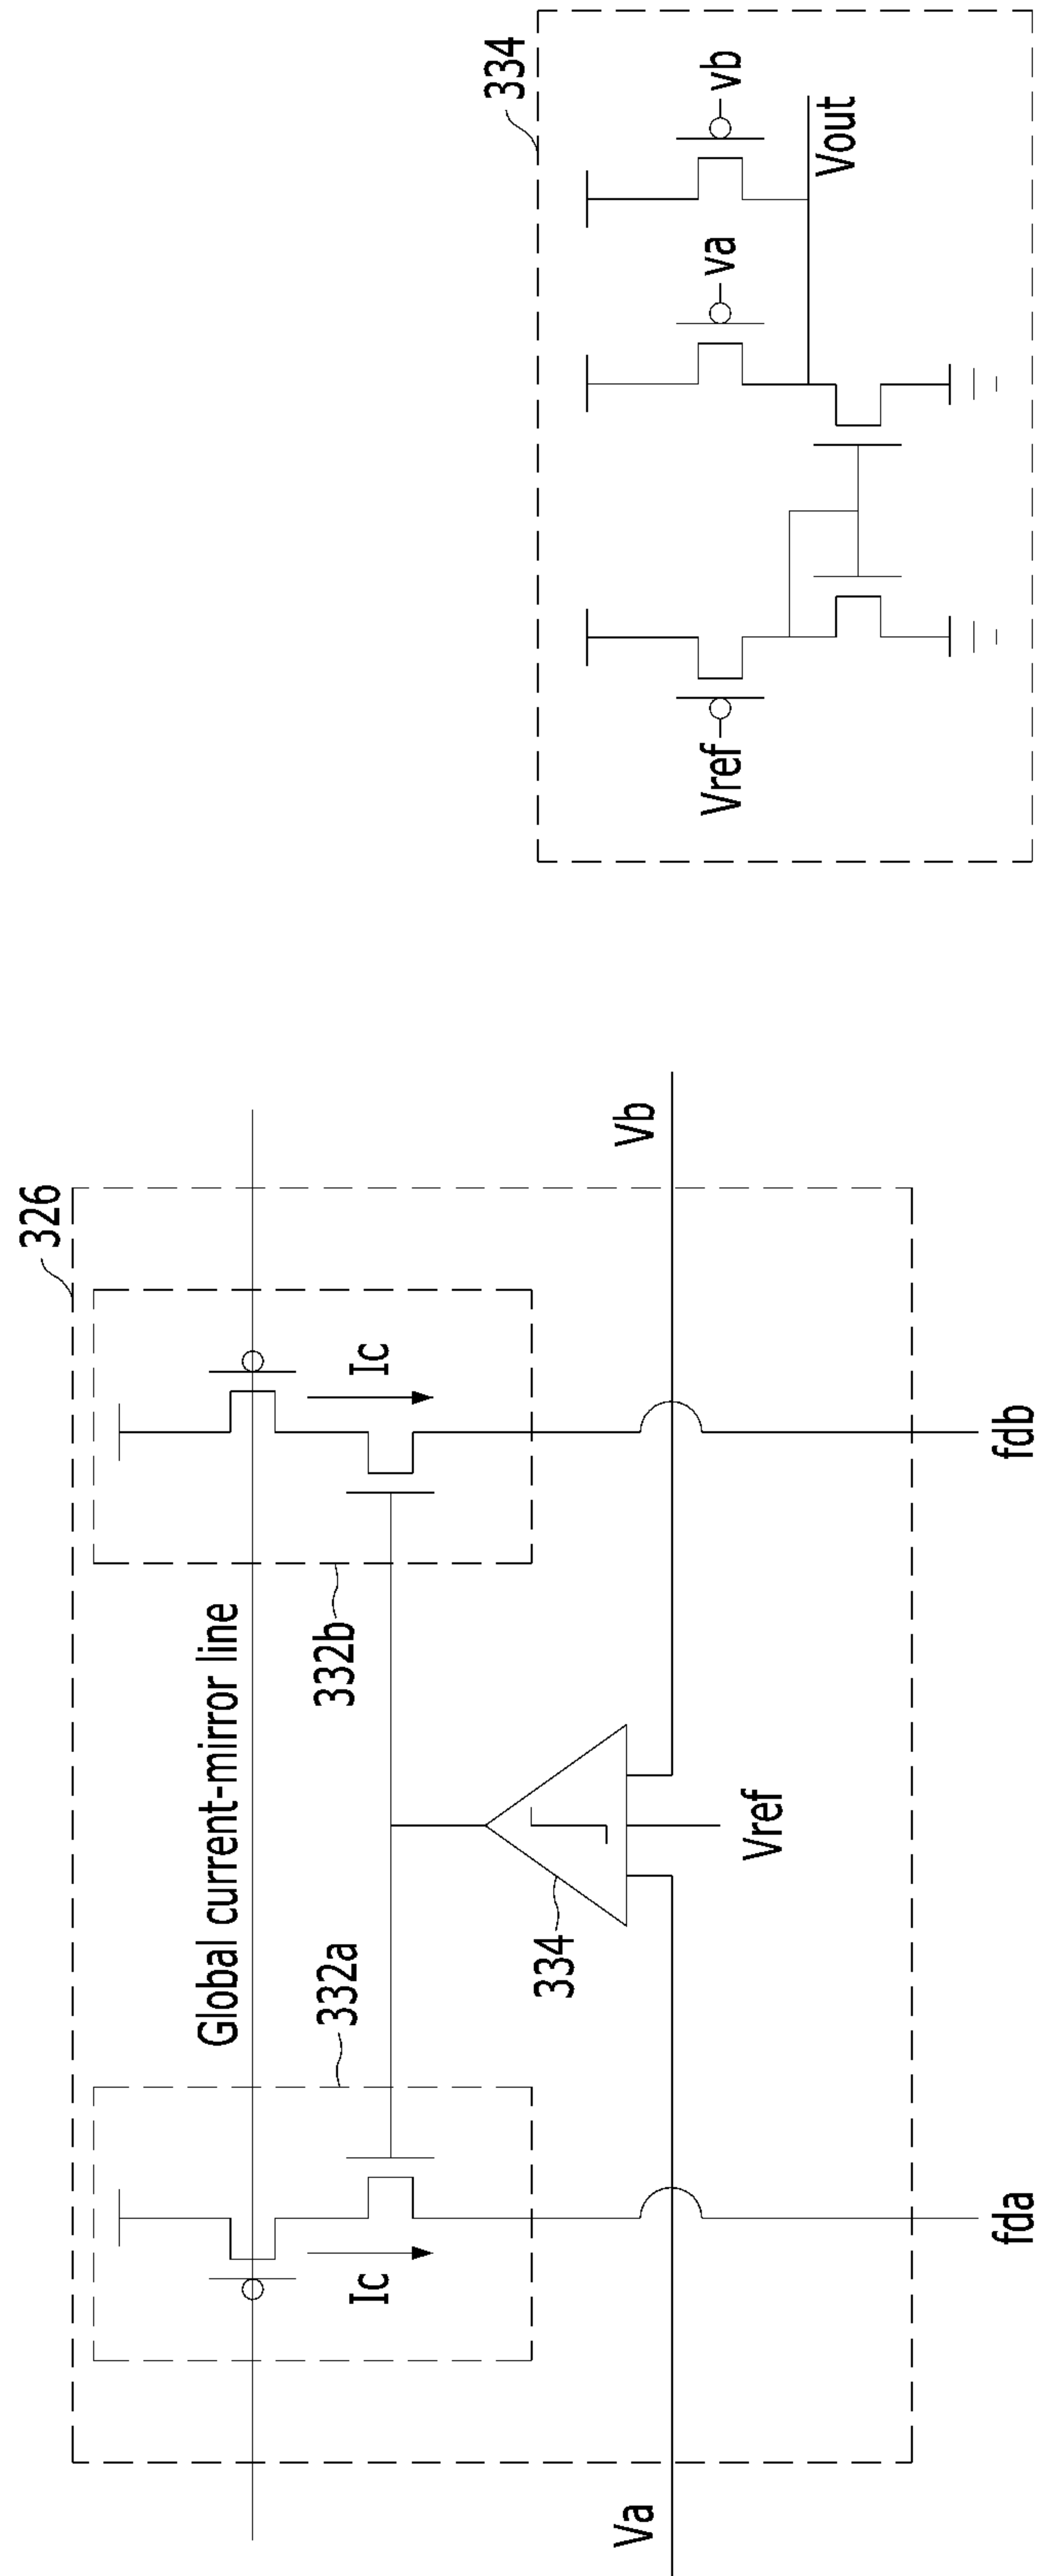 326
Global current-mirror line
332a
332b
Ic
Ic
334
Va
Vb
Vref
fda
fdb
334
Vref
va
vb
Vout